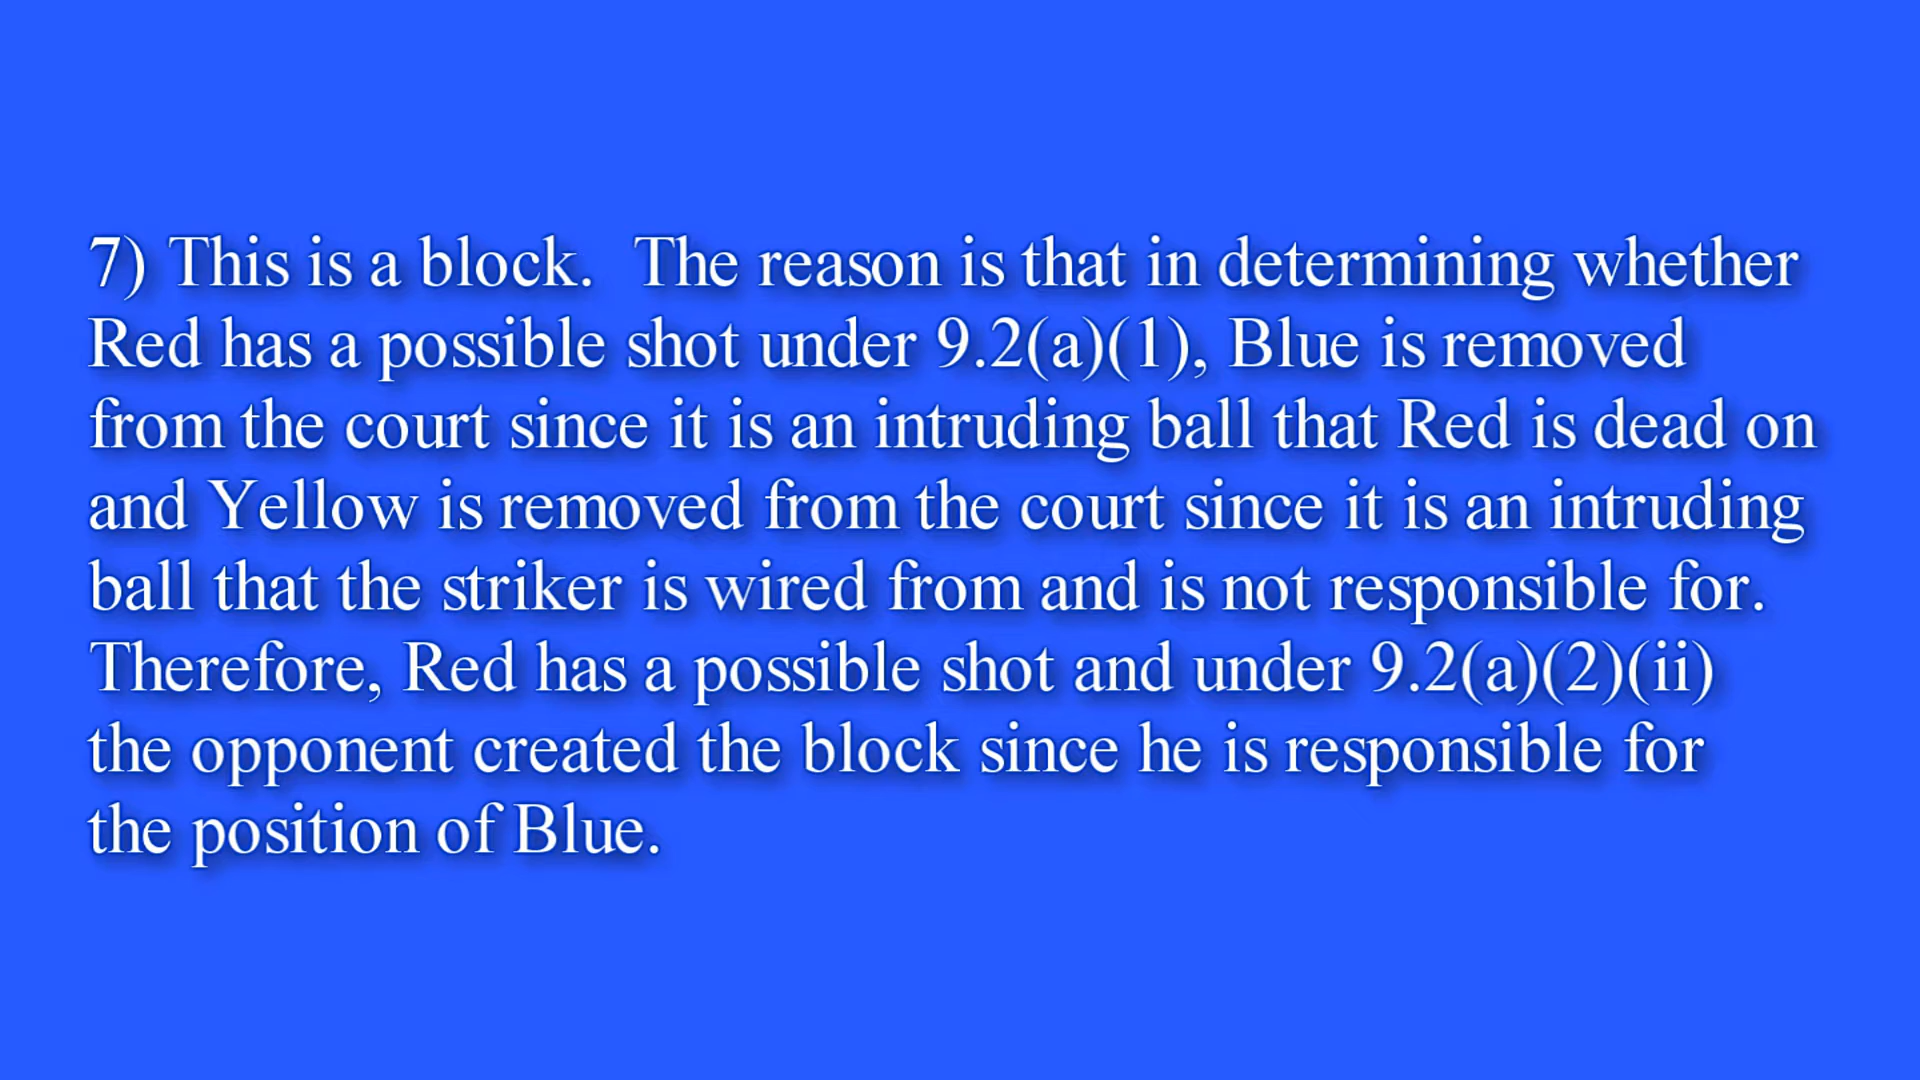 7) This is a block.  The reason is that in determining whether
Red has a possible shot under 9.2(a)(1), Blue is removed
from the court since it is an intruding ball that Red is dead on
and Yellow is removed from the court since it is an intruding
ball that the striker is wired from and is not responsible for.
Therefore, Red has a possible shot and under 9.2(a)(2)(ii)
the opponent created the block since he is responsible for
the position of Blue.